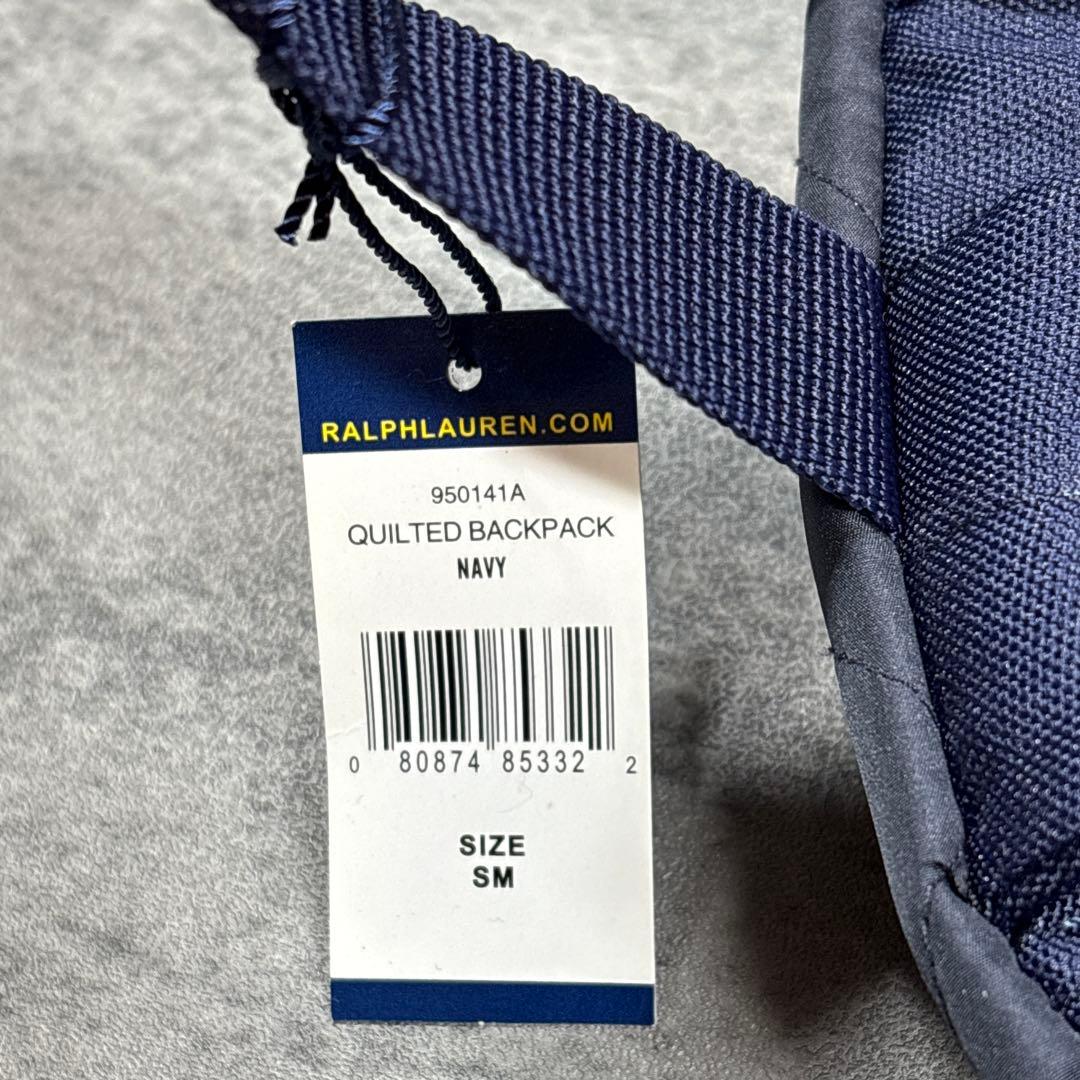 RALPHLAUREN.COM
950141A
QUILTED BACKPACK
NAVY
0 80874 85332 2
SIZE
SM